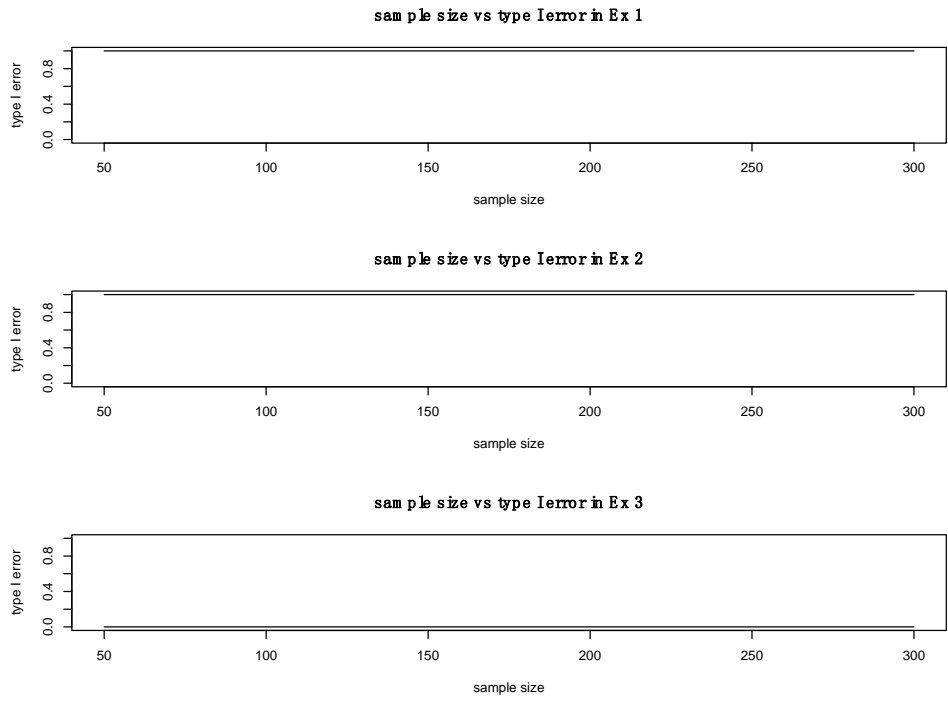 sample size vs type I error in Ex 1
type I error
0.0 0.4 0.8
50 100 150 200 250 300
sample size
sample size vs type I error in Ex 2
type I error
0.0 0.4 0.8
50 100 150 200 250 300
sample size
sample size vs type I error in Ex 3
type I error
0.0 0.4 0.8
50 100 150 200 250 300
sample size